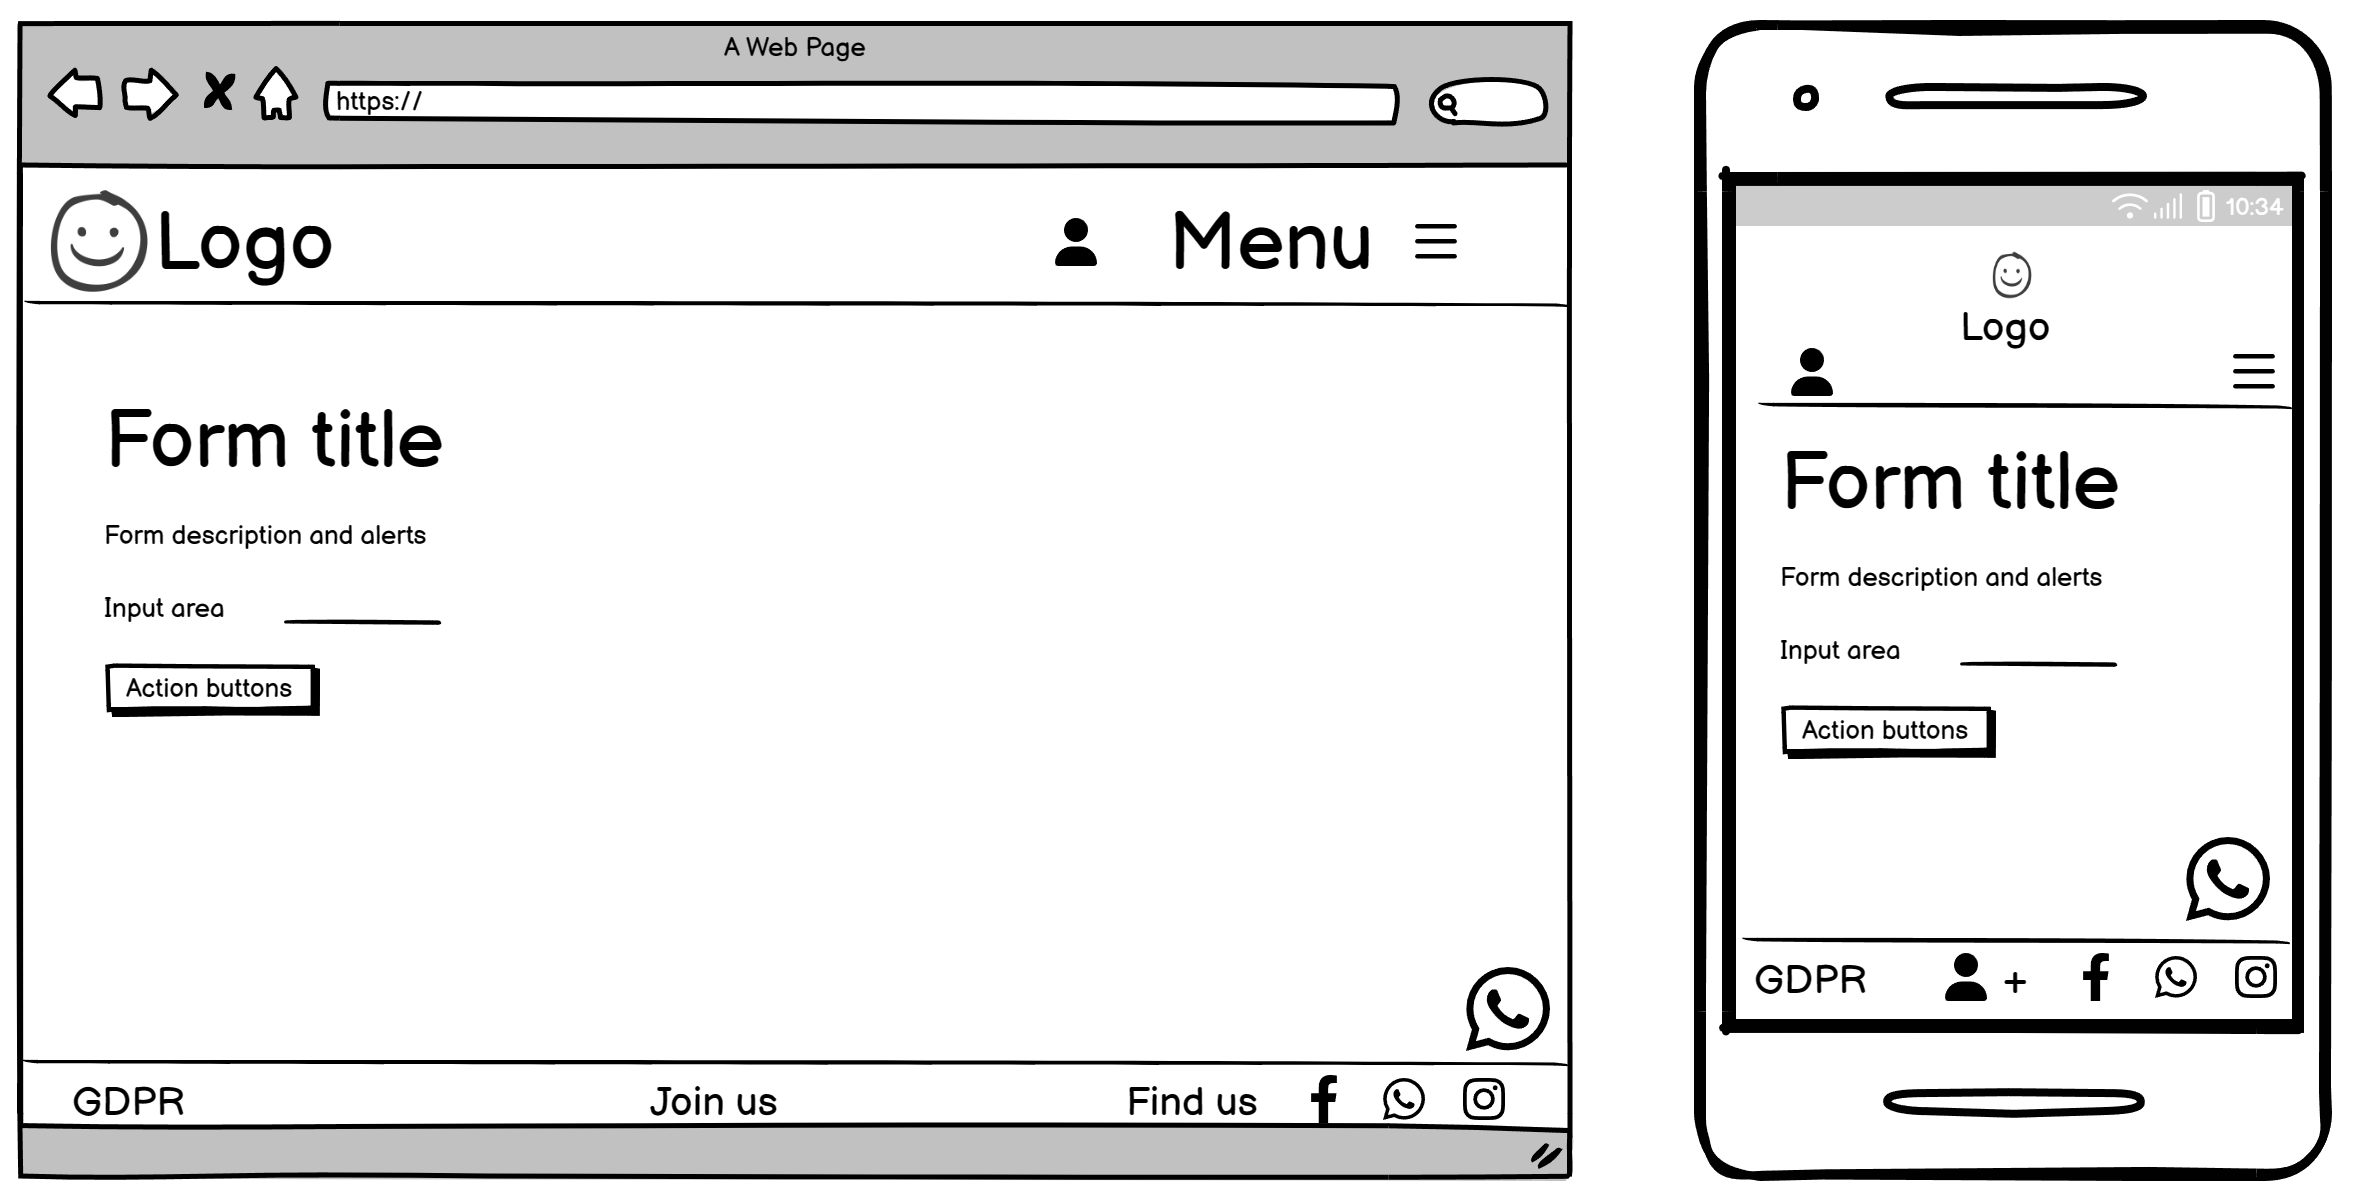 A Web Page
https://
Logo
Menu
Form title
Form description and alerts
Input area
Action buttons
GDPR
Join us
Find us
10:34
Logo
Form title
Form description and alerts
Input area
Action buttons
GDPR
+